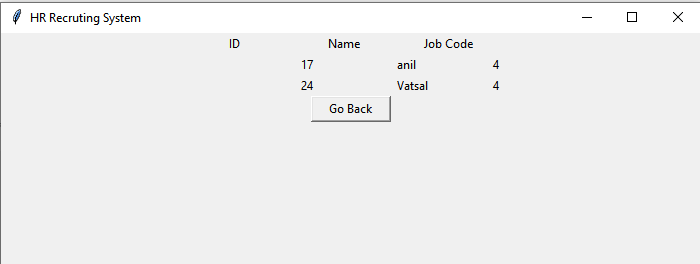 HR Recruting System
ID Name Job Code
17 anil 4
24 Vatsal 4
Go Back